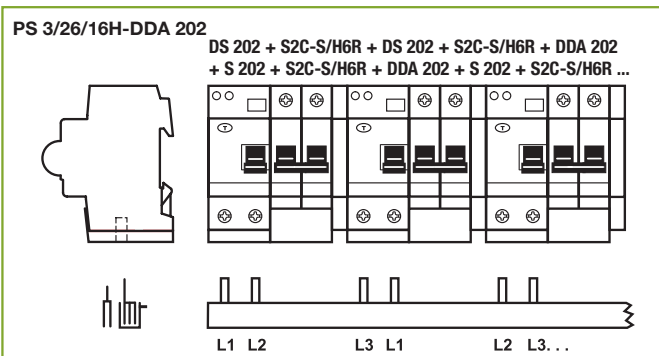 PS 3/26/16H-DDA 202
DS 202 + S2C-S/H6R + DS 202 + S2C-S/H6R + DDA 202
+ S 202 + S2C-S/H6R + DDA 202 + S 202 + S2C-S/H6R ...
T T T
L1 L2 L3 L1 L2 L3...